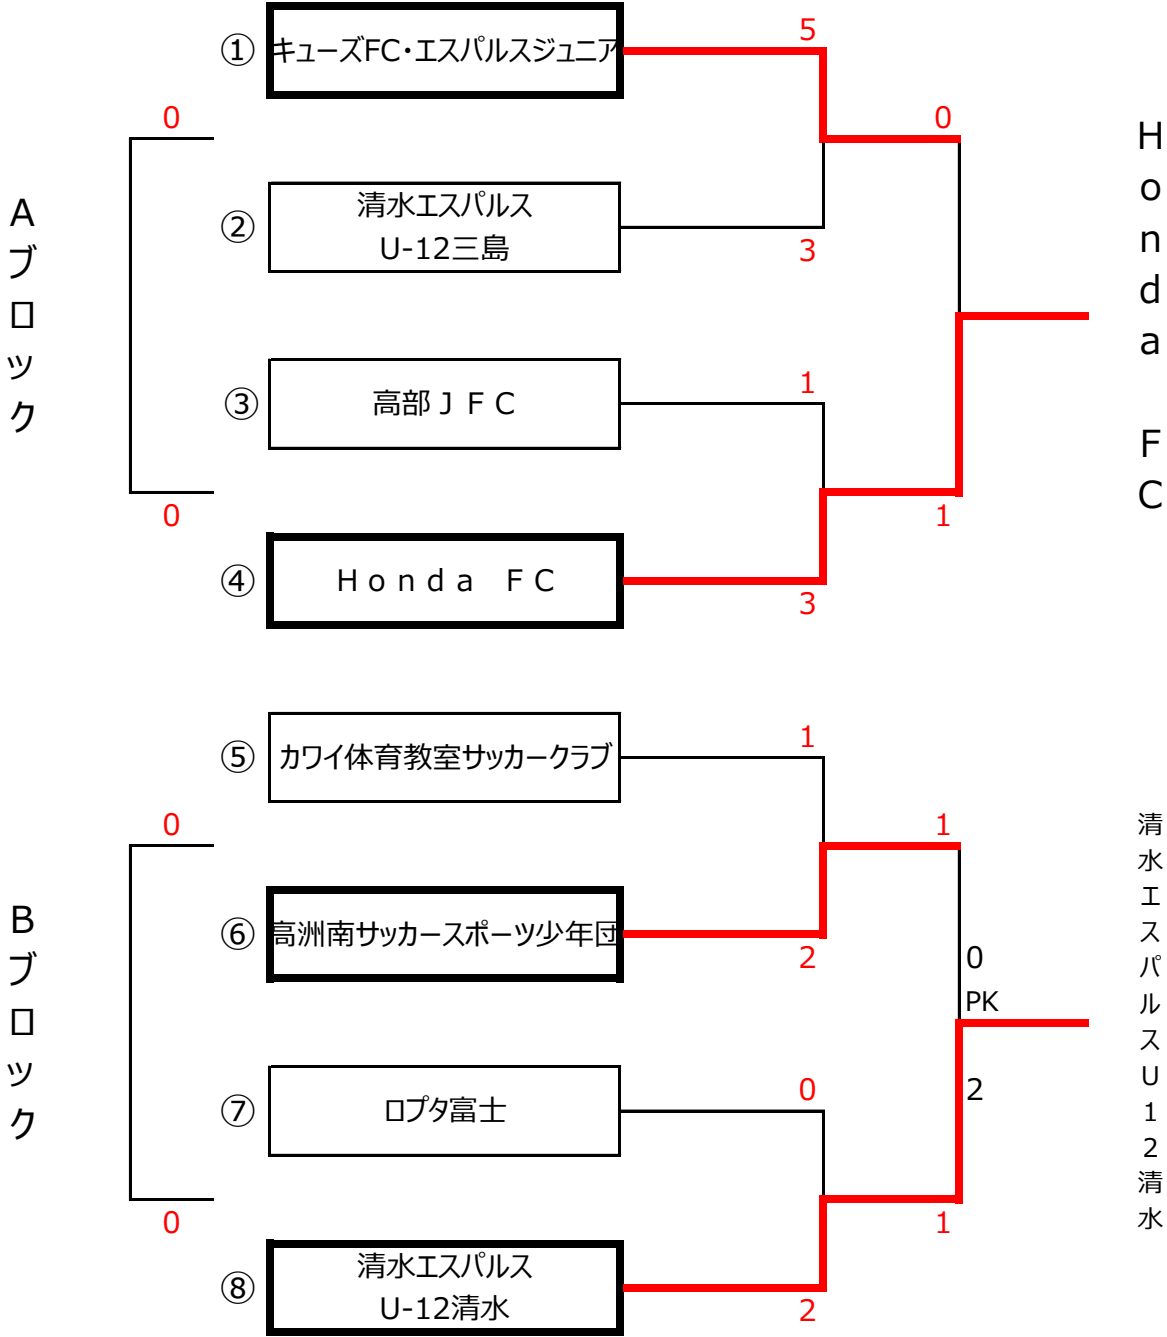 Aブロック
①
キューズFC・エスパルスジュニア
5
0
0
②
清水エスパルス
U-12三島
3
③
高部ＪＦＣ
1
0
1
④
Ｈｏｎｄａ　ＦＣ
3
Ｈｏｎｄａ　ＦＣ
Bブロック
⑤
カワイ体育教室サッカークラブ
1
0
1
⑥
高洲南サッカースポーツ少年団
2
0
PK
2
⑦
ロプタ富士
0
0
1
⑧
清水エスパルス
U-12清水
2
清水エスパルスU12清水